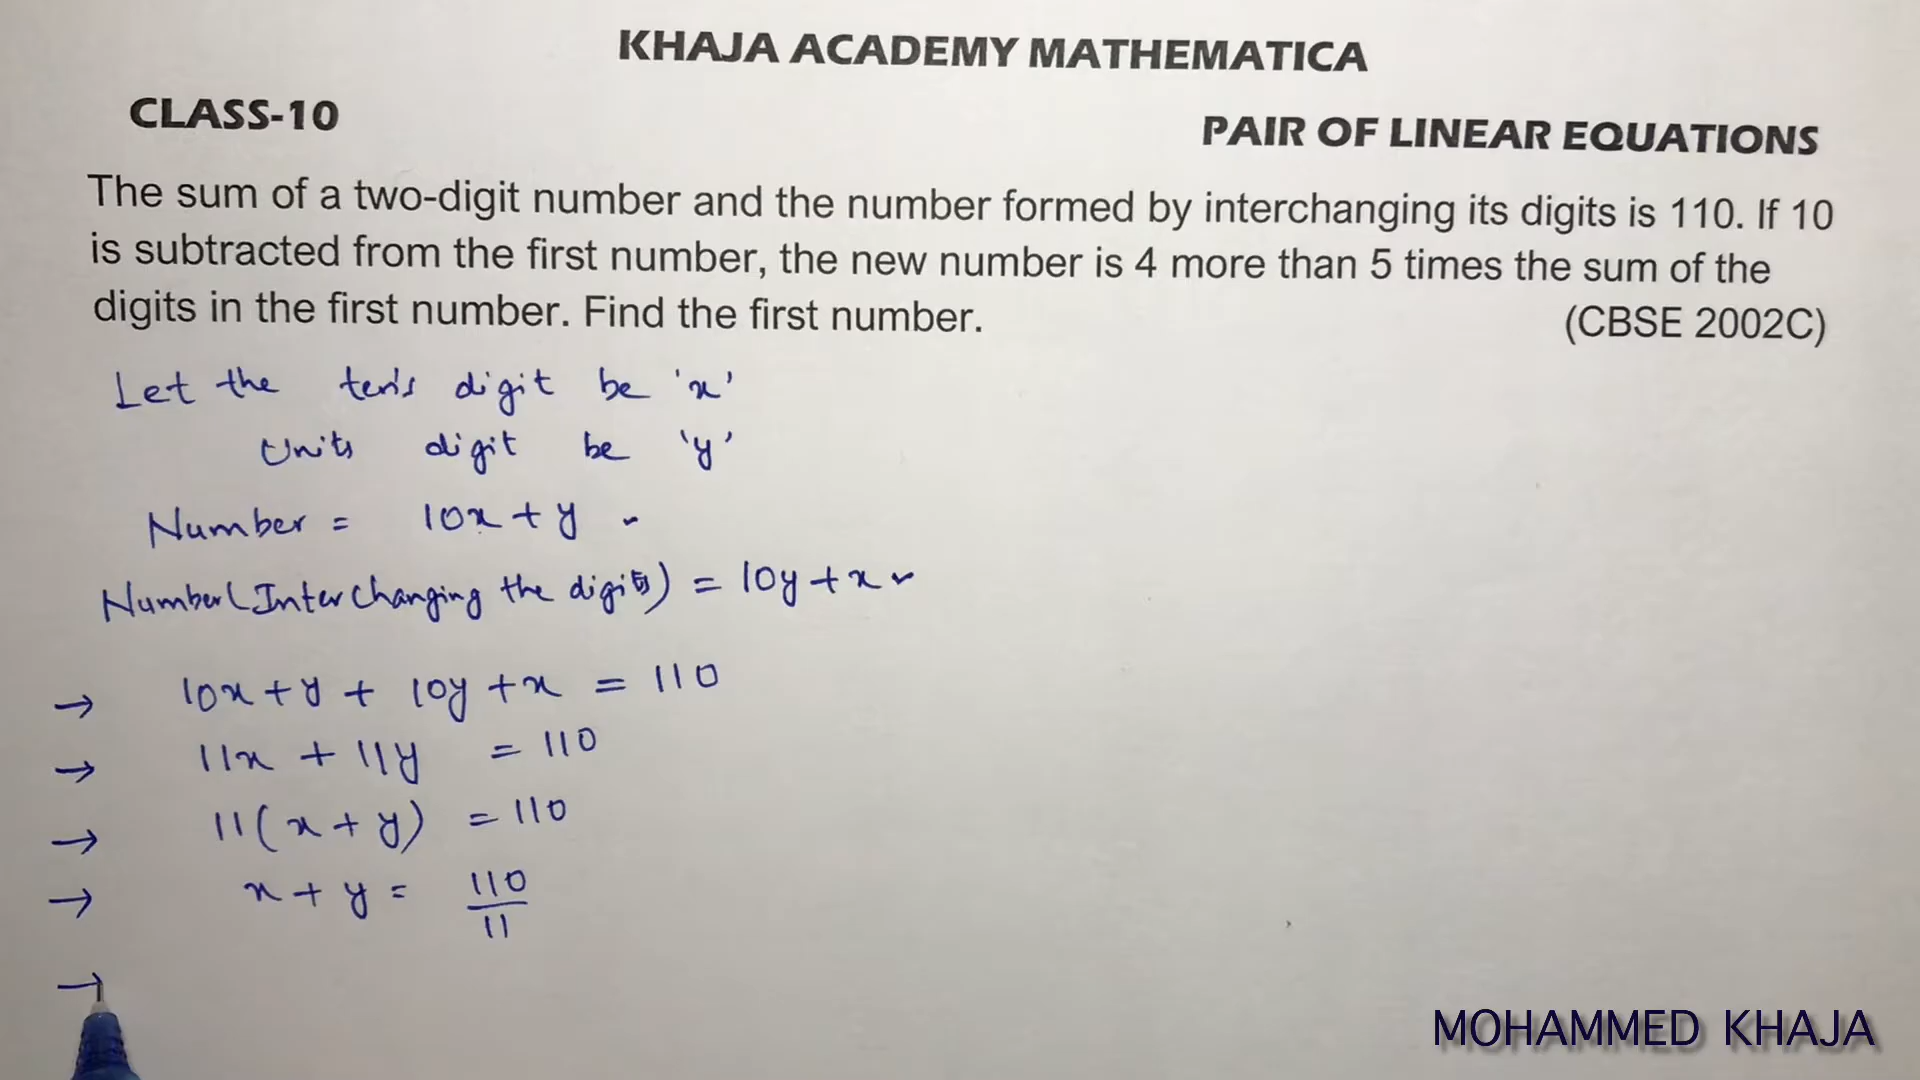 KHAJA ACADEMY MATHEMATICA
CLASS-10
PAIR OF LINEAR EQUATIONS
The sum of a two-digit number and the number formed by interchanging its digits is 110. If 10
is subtracted from the first number, the new number is 4 more than 5 times the sum of the
digits in the first number. Find the first number.
(CBSE 2002C)
Let the ten's digit be 'x'
Units digit be 'y'
Number = 10x + y
Number(Interchanging the digits) = 10y + x
→ 10x + y + 10y + x = 110
→ 11x + 11y = 110
→ 11(x + y) = 110
→ x + y = 110/11
→
MOHAMMED KHAJA